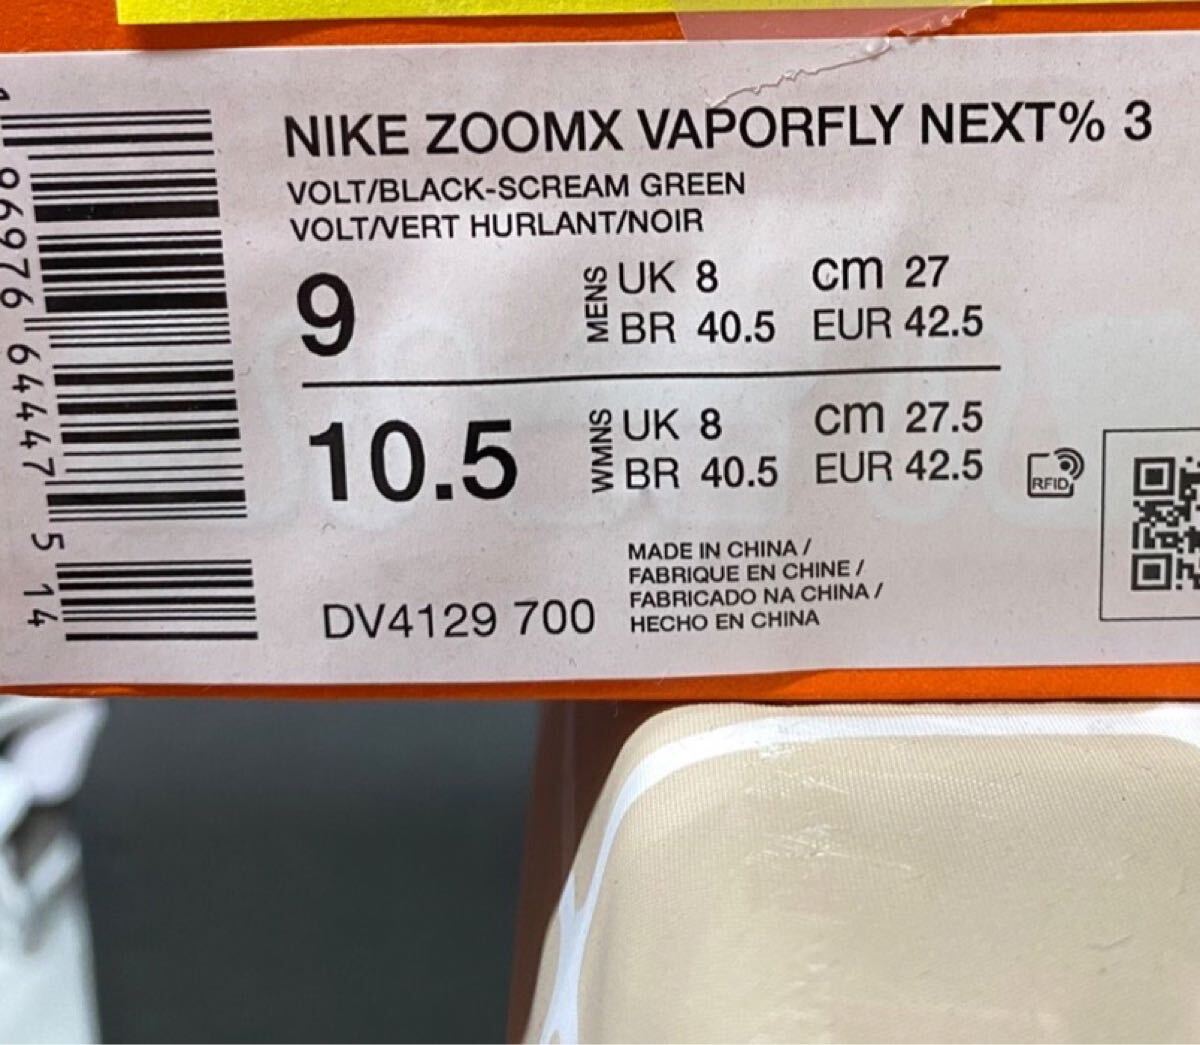 NIKE ZOOMX VAPORFLY NEXT% 3
VOLT/BLACK-SCREAM GREEN
VOLT/VERT HURLANT/NOIR
9
MENS
UK 8 cm 27
BR 40.5 EUR 42.5
10.5
WMNS
UK 8 cm 27.5
BR 40.5 EUR 42.5
RFID
MADE IN CHINA /
FABRIQUE EN CHINE /
FABRICADO NA CHINA /
HECHO EN CHINA
DV4129 700
1 96976 64447 5 14